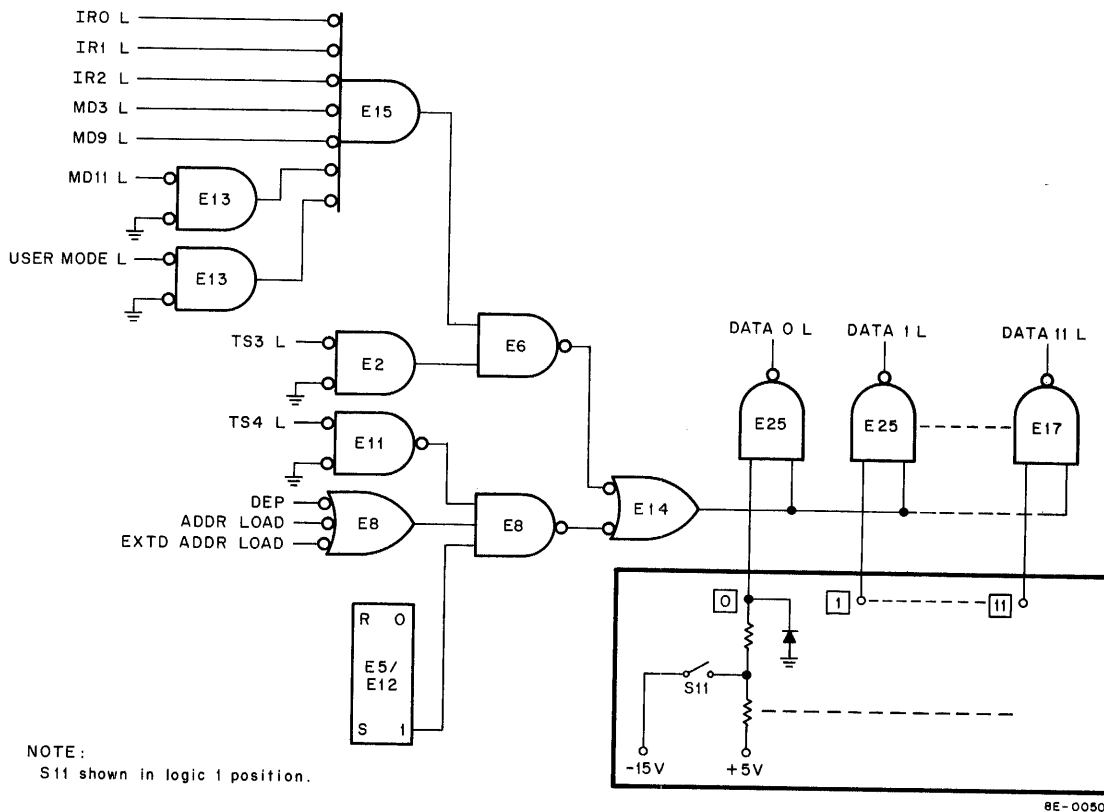 IR0 L
IR1 L
IR2 L
MD3 L
MD9 L
E15
MD11 L
E13
USER MODE L
E13
TS3 L
E2
E6
DATA 0 L
DATA 1 L
DATA 11 L
TS4 L
E11
E25
E25
E17
DEP
ADDR LOAD
EXTD ADDR LOAD
E8
E8
E14
0
1
11
R 0
E5/
E12
S 1
S11
-15V
+5V
NOTE:
S11 shown in logic 1 position.
8E-0050